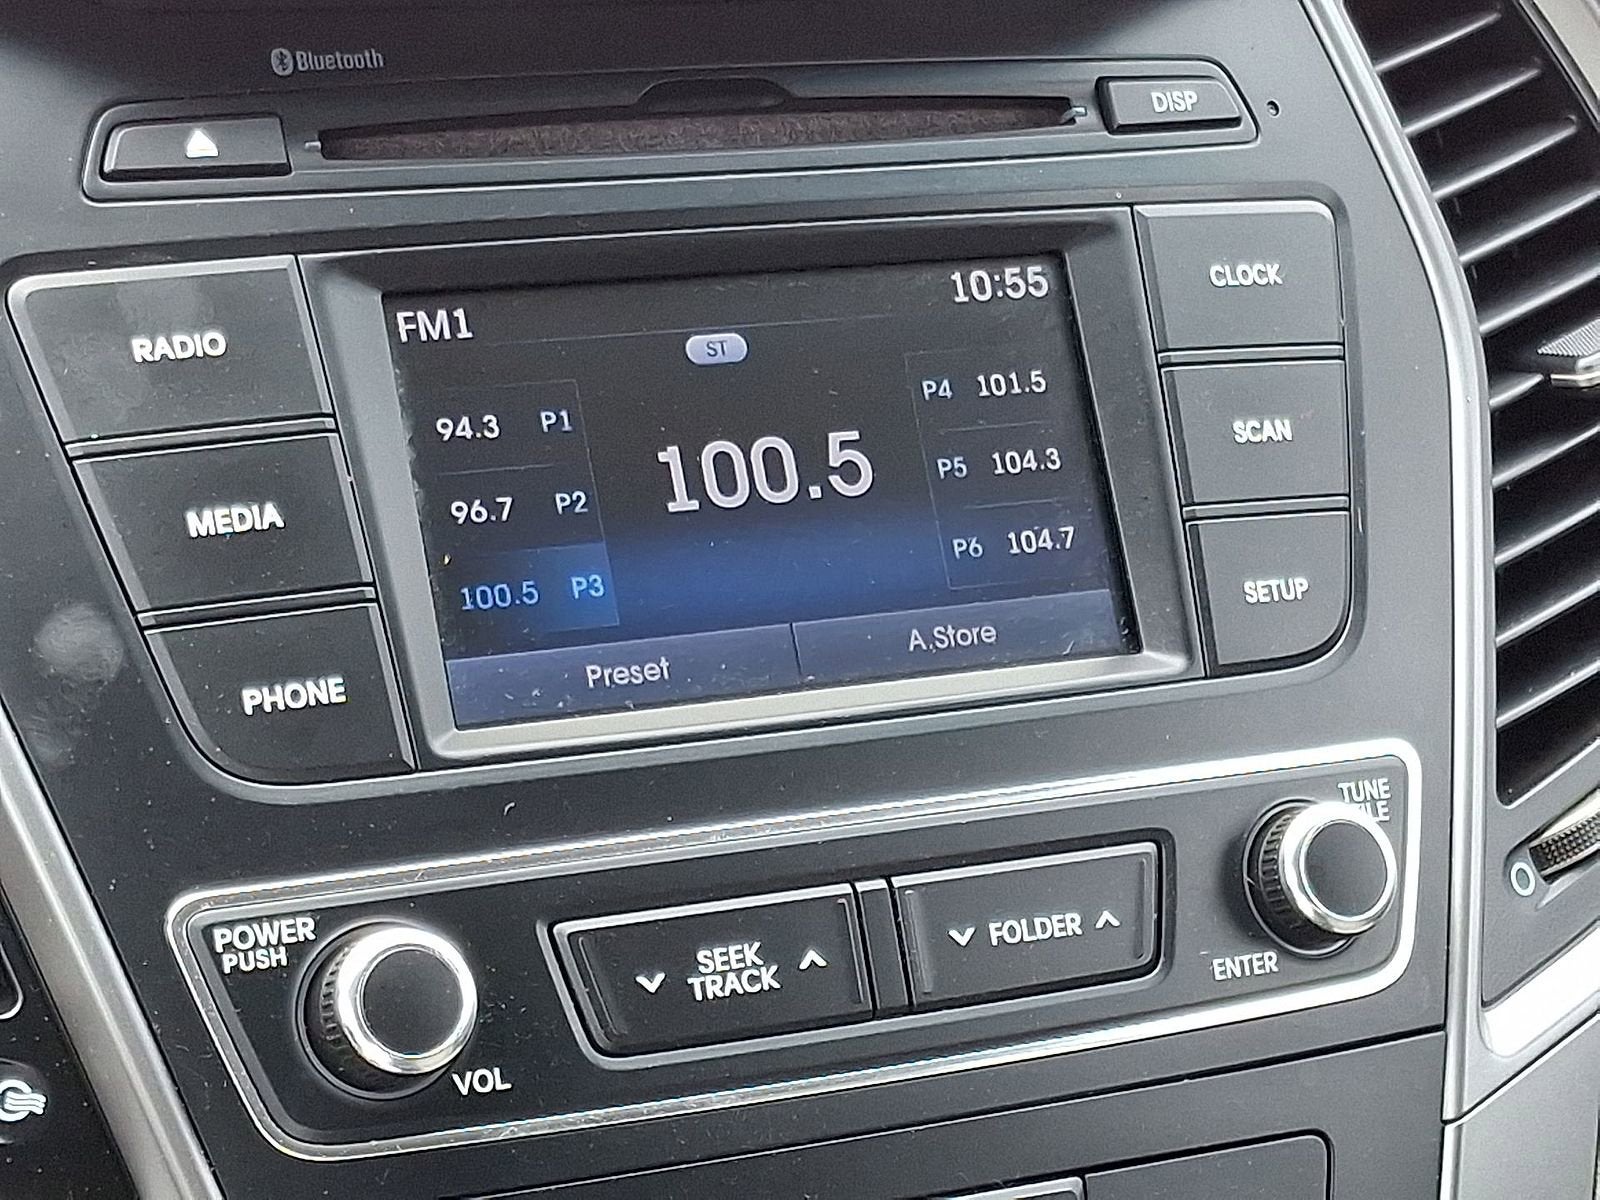 Bluetooth
DISP
RADIO
MEDIA
PHONE
FM1
10:55
ST
94.3 P1
96.7 P2
100.5 P3
100.5
P4 101.5
P5 104.3
P6 104.7
Preset
A.Store
CLOCK
SCAN
SETUP
POWER
PUSH
VOL
SEEK
TRACK
FOLDER
TUNE
ENTER